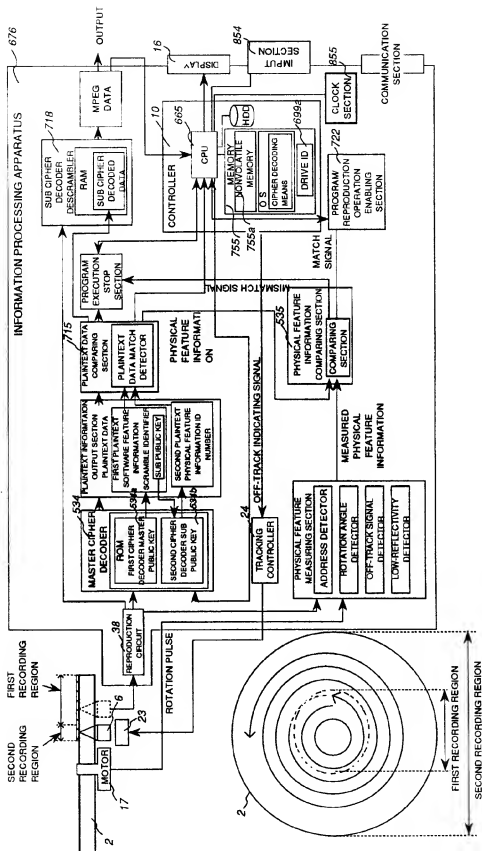 INFORMATION PROCESSING APPARATUS
676
FIRST
RECORDING
REGION
SECOND
RECORDING
REGION
2
6
23
MOTOR
17
ROTATION PULSE
38
REPRODUCTION
CIRCUIT
534
MASTER CIPHER
DECODER
ROM
FIRST CIPHER
534a
DECODER MASTER
PUBLIC KEY
SECOND CIPHER
534b
DECODER SUB
PUBLIC KEY
PLAINTEXT INFORMAITION
OUTPUT SECTION
PLAINTEXT DATA
FIRST PLAINTEXT
SOFTWARE FEATURE
INFORMATION
SCRAMBLE IDENTIFIER
SUB PUBLIC KEY
SECOND PLAINTEXT
PHYSICAL FEATURE
INFORMATION ID
NUMBER
715
PLAINTEXT DATA
COMPARING
SECTION
PLAINTEXT
DATA MATCH
DETECTOR
PROGRAM
EXECUTION
STOP
SECTION
718
SUB CIPHER
DECODER
DESCRAMBLER
RAM
SUB CIPHER
DECODED
DATA
MPEG
DATA
OUTPUT
16
DISPLAY
854
IMPUT
SECTION
855
CLOCK
SECTION
COMMUNICATION
SECTION
10
CONTROLLER
665
CPU
HDD
MEMORY
NONVOLATILE
MEMORY
OS
CIPHER DECODING
MEANS
699a
DRIVE ID
755
755a
722
PROGRAM/
REPRODUCTION
OPERATION
ENABLING
SECTION
MATCH
SIGNAL
MISMATCH SIGNAL
PHYSICAL
FEATURE
INFORMATI
ON
OFF-TRACK INDICATING SIGNAL
24
TRACKING
CONTROLLER
535
PHYSICAL FEATURE
INFORMATION
COMPARING SECTION
COMPARING
SECTION
MEASURED
PHYSICAL
FEATURE
INFORMATION
PHYSICAL FEATURE
MEASURING SECTION
ADDRESS DETECTOR
ROTATION ANGLE
DETECTOR
OFF-TRACK SIGNAL
DETECTOR
LOW-REFLECTIVITY
DETECTOR
2
FIRST RECORDING REGION
SECOND RECORDING REGION